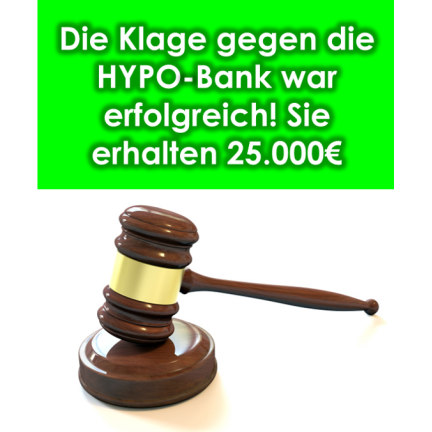 Die Klage gegen die
HYPO-Bank war
erfolgreich! Sie
erhalten 25.000€